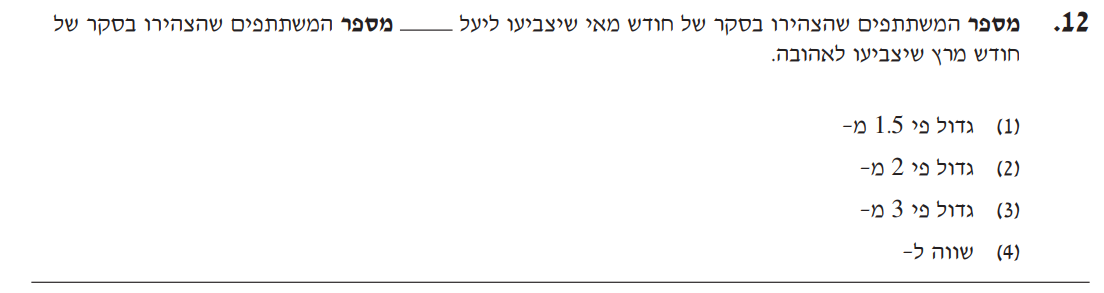 12. מספר המשתתפים שהצהירו בסקר של חודש מאי שיצביעו ליעל _____ מספר המשתתפים שהצהירו בסקר של
חודש מרץ שיצביעו לאהובה.
(1) גדול פי 1.5 מ-
(2) גדול פי 2 מ-
(3) גדול פי 3 מ-
(4) שווה ל-